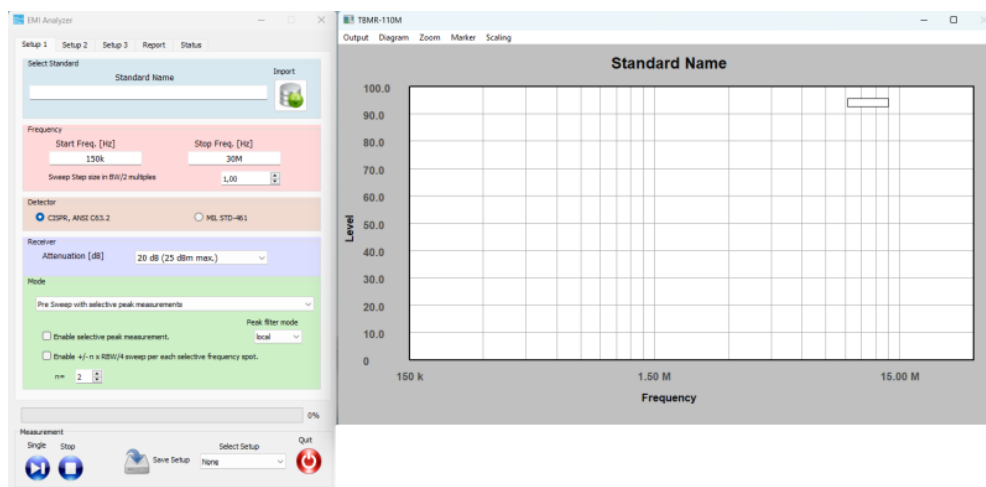 EMI Analyzer
Setup 1 Setup 2 Setup 3 Report Status
Select Standard
Standard Name
Import
Frequency
Start Freq. [Hz] Stop Freq. [Hz]
150k 30M
Sweep Step size in BW/2 multiples 1,00
Detector
CISPR, ANSI C63.2 MIL STD-461
Receiver
Attenuation [dB] 20 dB (25 dBm max.)
Mode
Pre Sweep with selective peak measurements
Peak filter mode
Enable selective peak measurement. local
Enable +/- n x RBW/4 sweep per each selective frequency spot.
n= 2
0%
Measurement
Single Stop Save Setup Select Setup Quit
None
TBMR-110M
Output Diagram Zoom Marker Scaling
Standard Name
100.0
90.0
80.0
70.0
60.0
50.0
40.0
30.0
20.0
10.0
0
Level
150 k 1.50 M 15.00 M
Frequency